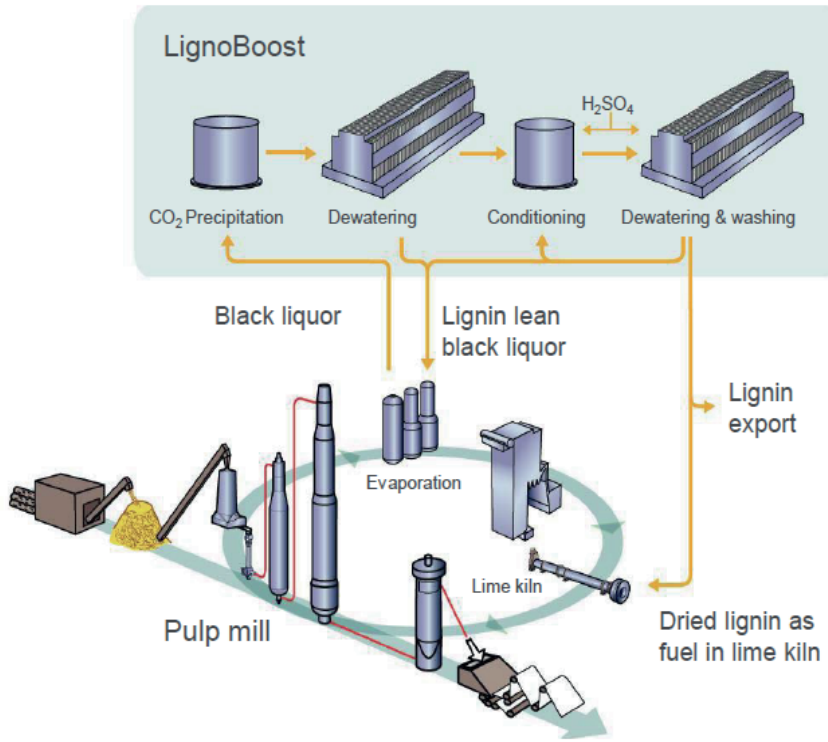 LignoBoost
H₂SO₄
CO₂ Precipitation
Dewatering
Conditioning
Dewatering & washing
Black liquor
Lignin lean
black liquor
Lignin
export
Evaporation
Lime kiln
Pulp mill
Dried lignin as
fuel in lime kiln